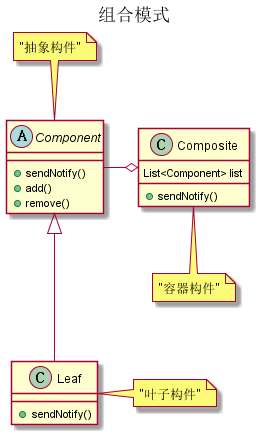 组合模式
"抽象构件"
A Component
sendNotify()
add()
remove()
C Composite
List<Component> list
sendNotify()
"容器构件"
C Leaf
sendNotify()
"叶子构件"